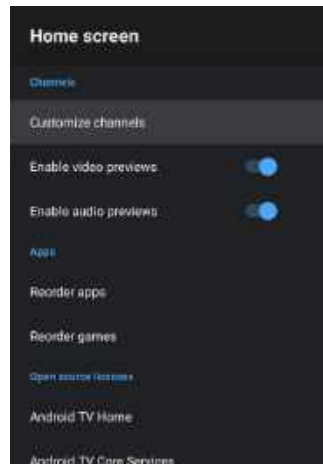 Home screen
Channels
Customize channels
Enable video previews
Enable audio previews
Apps
Reorder apps
Reorder games
Open source licenses
Android TV Home
Android TV Core Services